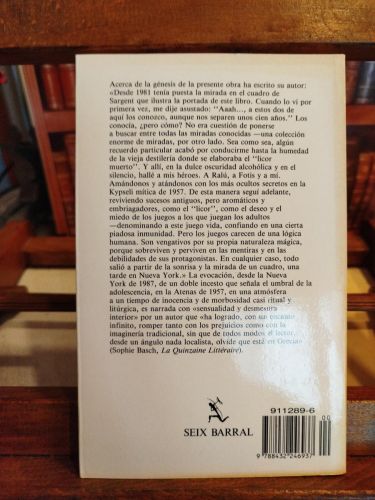 Acerca de la génesis de la presente obra ha escrito su autor:
«Desde 1981 tenía puesta la mirada en el cuadro de
Sargent que ilustra la portada de este libro. Cuando lo vi por
primera vez, me dije asustado: "Aaah..., a estos dos de
aquí los conozco, aunque nos separen unos cien años." Los
conocía, ¿pero cómo? No era cuestión de ponerse
a buscar entre todas las miradas conocidas —una colección
enorme de miradas, por otro lado. Sea como sea, algún
recuerdo particular acabó por conducirme hasta la humedad
de la vieja destilería donde se elaboraba el "licor
muerto". Y allí, en la dulce oscuridad alcohólica y en el
silencio, hallé a mis héroes. A Ralú, a Fotis y a mí.
Amándonos y atándonos con los más ocultos secretos en la
Kypseli mítica de 1957. De esta manera seguí adelante,
reviviendo sucesos antiguos, pero aromáticos y
embriagadores, como el "licor", como el deseo y el
miedo de los juegos a los que juegan los adultos
—denominando a este juego vida, confiando en una cierta
piadosa inmunidad. Pero los juegos carecen de una lógica
humana. Son vengativos por su propia naturaleza mágica,
porque sobreviven y perviven en las mentiras y en las
debilidades de sus protagonistas. En cualquier caso, todo
salió a partir de la sonrisa y la mirada de un cuadro, una
tarde en Nueva York.» La evocación, desde la Nueva
York de 1987, de un doble incesto que señala el umbral de la
adolescencia, en la Atenas de 1957, en una atmósfera
a un tiempo de inocencia y de morbosidad casi ritual y
litúrgica, es narrada con «sensualidad y desmesura
interior» por un autor que «ha logrado, con un encanto
infinito, romper tanto con los prejuicios como con la
imaginería tradicional, sin que de todos modos el lector,
desde un ángulo nada localista, olvide que está en Grecia»
(Sophie Basch, La Quinzaine Littéraire).
SEIX BARRAL
911289-6
00
9 788432 246937